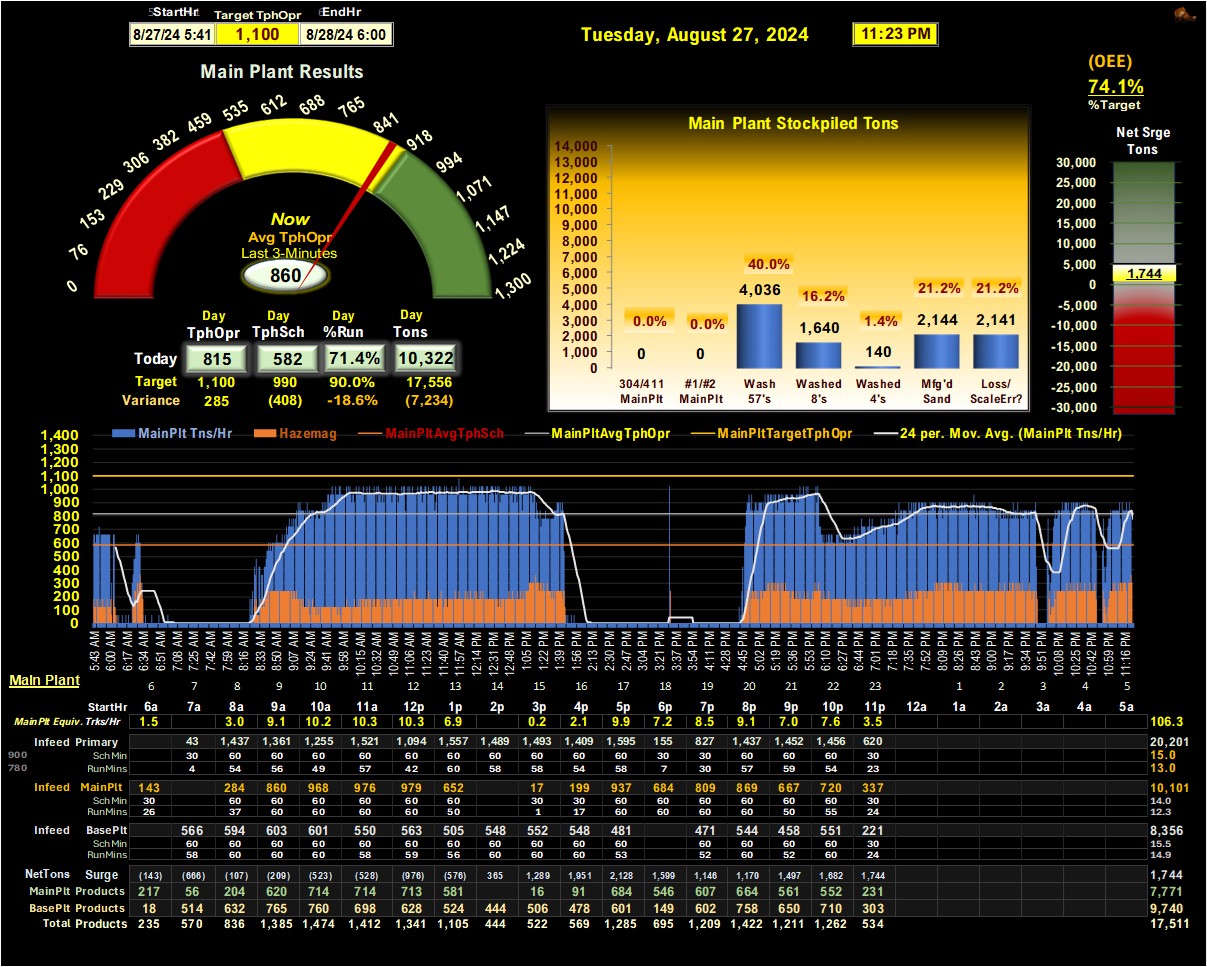 StartHr Target TphOpr EndHr
8/27/24 5:41 1,100 8/28/24 6:00
Tuesday, August 27, 2024 11:23 PM
(OEE)
74.1%
%Target
Main Plant Results
0 76 153 229 306 382 459 535 612 688 765 841 918 994 1,071 1,147 1,224 1,300
Now
Avg TphOpr
Last 3-Minutes
860
Day Day Day Day
TphOpr TphSch %Run Tons
Today 815 582 71.4% 10,322
Target 1,100 990 90.0% 17,556
Variance 285 (408) -18.6% (7,234)
Main Plant Stockpiled Tons
14,000
13,000
12,000
11,000
10,000
9,000
8,000
7,000
6,000
5,000
4,000
3,000
2,000
1,000
0
0.0% 0.0% 40.0% 16.2% 1.4% 21.2% 21.2%
0 0 4,036 1,640 140 2,144 2,141
304/411 #1/#2 Wash Washed Washed Mfg'd Loss/
MainPlt MainPlt 57's 8's 4's Sand ScaleErr?
Net Srge
Tons
30,000
25,000
20,000
15,000
10,000
5,000
1,744
0
-5,000
-10,000
-15,000
-20,000
-25,000
-30,000
MainPlt Tns/Hr Hazemag MainPltAvgTphSch MainPltAvgTphOpr MainPltTargetTphOpr 24 per. Mov. Avg. (MainPlt Tns/Hr)
1,400
1,300
1,200
1,100
1,000
900
800
700
600
500
400
300
200
100
0
5:43 AM 6:00 AM 6:17 AM 6:34 AM 6:51 AM 7:08 AM 7:25 AM 7:42 AM 7:59 AM 8:16 AM 8:33 AM 8:50 AM 9:07 AM 9:24 AM 9:41 AM 9:58 AM 10:15 AM 10:32 AM 10:49 AM 11:06 AM 11:23 AM 11:40 AM 11:57 AM 12:14 PM 12:31 PM 12:48 PM 1:05 PM 1:22 PM 1:39 PM 1:56 PM 2:13 PM 2:30 PM 2:47 PM 3:04 PM 3:21 PM 3:37 PM 3:54 PM 4:11 PM 4:28 PM 4:45 PM 5:02 PM 5:19 PM 5:36 PM 5:53 PM 6:10 PM 6:27 PM 6:44 PM 7:01 PM 7:18 PM 7:35 PM 7:52 PM 8:09 PM 8:26 PM 8:43 PM 9:00 PM 9:17 PM 9:34 PM 9:51 PM 10:08 PM 10:25 PM 10:42 PM 10:59 PM 11:16 PM
Main Plant 6 7 8 9 10 11 12 13 14 15 16 17 18 19 20 21 22 23 1 2 3 4 5
StartHr 6a 7a 8a 9a 10a 11a 12p 1p 2p 3p 4p 5p 6p 7p 8p 9p 10p 11p 12a 1a 2a 3a 4a 5a
MainPlt Equiv. Trks/Hr 1.5 3.0 9.1 10.2 10.3 10.3 6.9 0.2 2.1 9.9 7.2 8.5 9.1 7.0 7.6 3.5 106.3
Infeed Primary 43 1,437 1,361 1,255 1,521 1,094 1,557 1,489 1,493 1,409 1,595 155 827 1,437 1,452 1,456 620 20,201
900 Sch Min 30 60 60 60 60 60 60 60 60 60 60 30 30 60 60 60 23 15.0
780 RunMins 4 54 56 49 57 42 60 58 58 54 58 7 30 57 59 54 23 13.0
Infeed MainPlt 143 284 860 968 976 979 652 17 199 937 684 809 869 667 720 337 10,101
Sch Min 30 60 60 60 60 60 60 30 30 60 60 60 60 60 60 24 14.0
RunMins 26 37 60 60 60 60 50 1 17 60 60 60 60 50 55 24 12.3
Infeed BasePlt 566 594 603 601 550 563 505 548 552 548 481 471 544 458 551 221 8,356
Sch Min 60 60 60 60 60 60 60 60 60 60 60 60 60 60 60 24 15.5
RunMins 58 60 60 60 58 59 56 60 60 60 53 52 60 52 60 24 14.9
NetTons Surge (143) (666) (107) (209) (523) (528) (976) (576) 365 1,289 1,951 2,128 1,599 1,146 1,170 1,497 1,682 1,744 1,744
MainPlt Products 217 56 204 620 714 714 713 581 16 91 684 546 607 664 561 552 231 7,771
BasePlt Products 18 514 632 765 760 698 628 524 444 506 478 601 149 602 758 650 710 303 9,740
Total Products 235 570 836 1,385 1,474 1,412 1,341 1,105 444 522 569 1,285 695 1,209 1,422 1,211 1,262 534 17,511